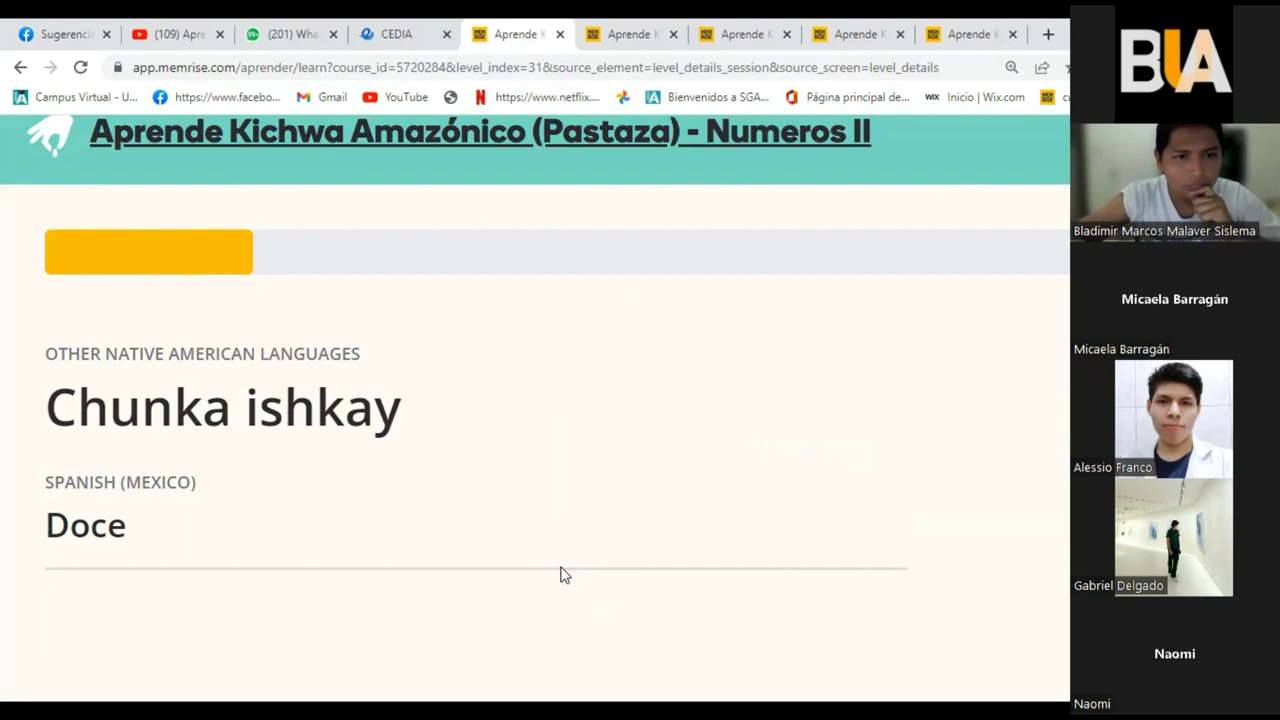 Sugerenci
(109) Apre
99+
(201) Wha
CEDIA
Aprende K
Aprende K
Aprende K
Aprende K
Aprende K
app.memrise.com/aprender/learn?course_id=5720284&level_index=31&source_element=level_details_session&source_screen=level_details
Campus Virtual - U...
https://www.facebo...
Gmail
YouTube
https://www.netflix....
Bienvenidos a SGA...
Página principal de...
WIX
Inicio | Wix.com
Aprende Kichwa Amazónico (Pastaza) - Numeros II
OTHER NATIVE AMERICAN LANGUAGES
Chunka ishkay
SPANISH (MEXICO)
Doce
BUA
Bladimir Marcos Malaver Sislema
Micaela Barragán
Micaela Barragán
Alessio Franco
Gabriel Delgado
Naomi
Naomi